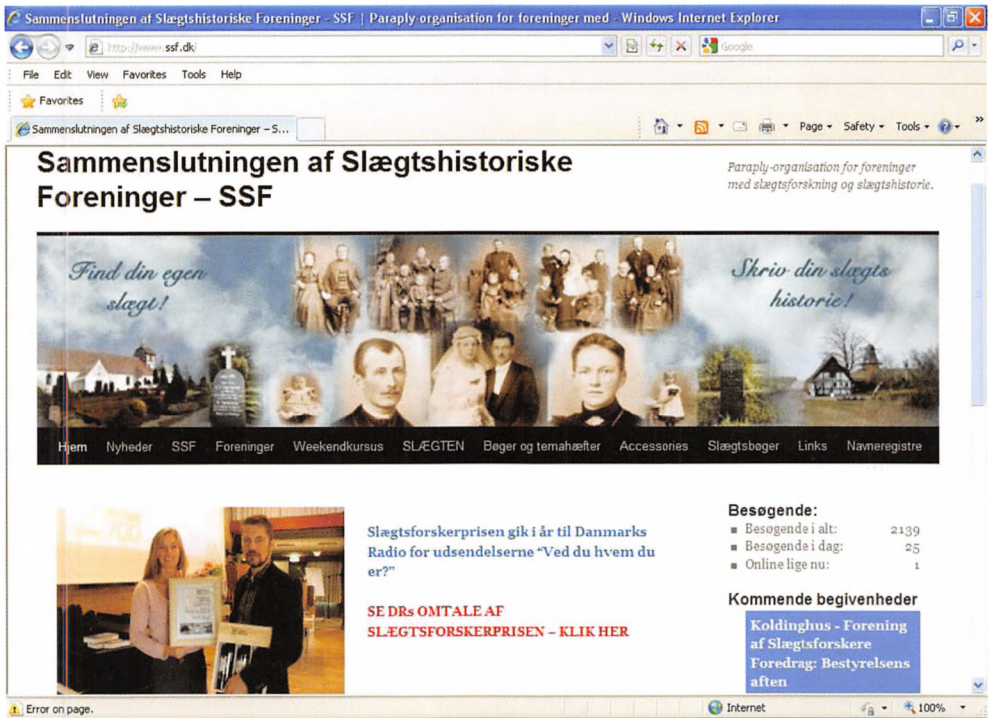 Sammenslutningen af Slægtshistoriske Foreninger - SSF | Paraply-organisation for foreninger med - Windows Internet Explorer
http://www.ssf.dk/
Google
File Edit View Favorites Tools Help
Favorites
Sammenslutningen af Slægtshistoriske Foreninger – S...
Page Safety Tools
Sammenslutningen af Slægtshistoriske
Foreninger – SSF
Paraply-organisation for foreninger
med slægtsforskning og slægtshistorie.
Find din egen
slægt!
Skriv din slægts
historie!
Hjem Nyheder SSF Foreninger Weekendkursus SLÆGTEN Bøger og temahæfter Accessories Slægtsbøger Links Navneregistre
Slægtsforskerprisen gik i år til Danmarks
Radio for udsendelserne "Ved du hvem du
er?"
SE DRs OMTALE AF
SLÆGTSFORSKERPRISEN – KLIK HER
Besøgende:
Besøgende i alt: 2139
Besøgende i dag: 25
Online lige nu: 1
Kommende begivenheder
Koldinghus - Forening
af Slægtsforskere
Foredrag: Bestyrelsens
aften
Error on page.
Internet
100%